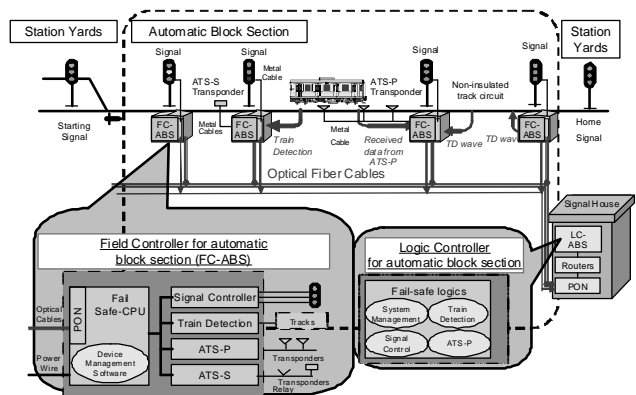 Station Yards
Automatic Block Section
Station
Yards
Signal
Signal
Signal
Signal
Metal
Cable
ATS-S
Transponder
ATS-P
Transponder
Non-insulated
track circuit
Starting
Signal
FC-
ABS
Metal
Cables
FC-
ABS
Train
Detection
Metal
Cable
Received
data from
ATS-P
FC-
ABS
TD wave
TD wave
FC-
ABS
Home
Signal
Optical Fiber Cables
Signal House
LC-
ABS
Routers
PON
Field Controller for automatic
block section (FC-ABS)
Logic Controller
for automatic block section
Optical
Cables
Power
Wire
PON
Fail
Safe-CPU
Device
Management
Software
Signal Controller
Train Detection
Tracks
ATS-P
Transponders
ATS-S
Transponders
Relay
Fail-safe logics
System
Management
Train
Detection
Signal
Control
ATS-P